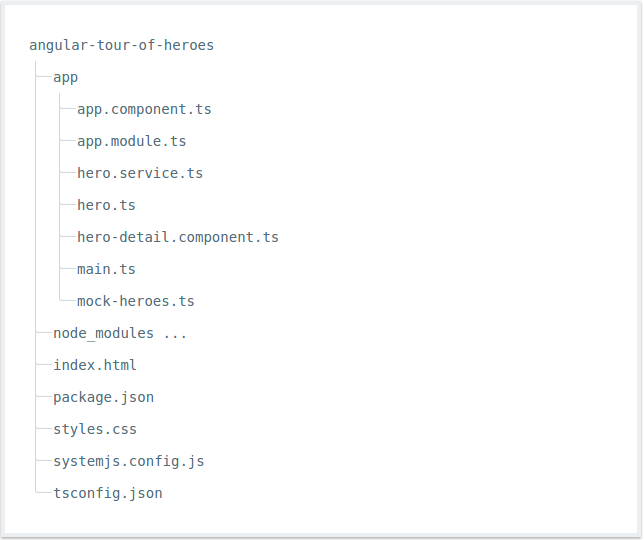 angular-tour-of-heroes
app
app.component.ts
app.module.ts
hero.service.ts
hero.ts
hero-detail.component.ts
main.ts
mock-heroes.ts
node_modules ...
index.html
package.json
styles.css
systemjs.config.js
tsconfig.json